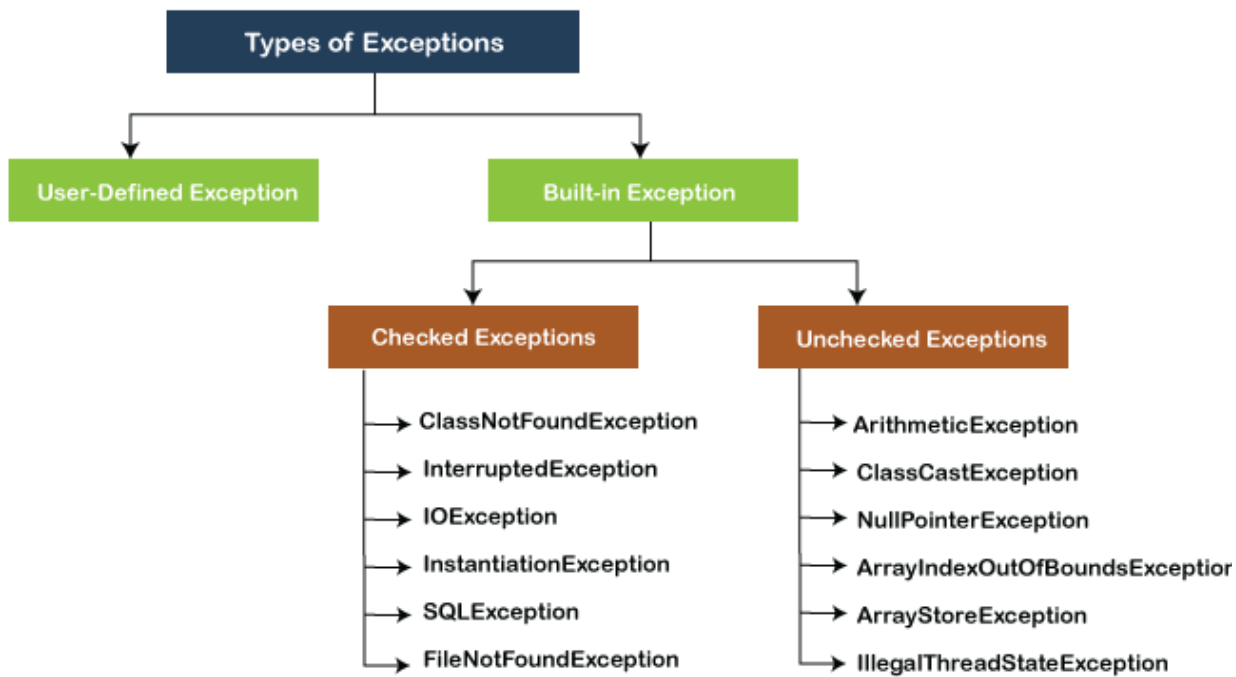 Types of Exceptions
User-Defined Exception
Built-in Exception
Checked Exceptions
Unchecked Exceptions
ClassNotFoundException
InterruptedException
IOException
InstantiationException
SQLException
FileNotFoundException
ArithmeticException
ClassCastException
NullPointerException
ArrayIndexOutOfBoundsException
ArrayStoreException
IllegalThreadStateException